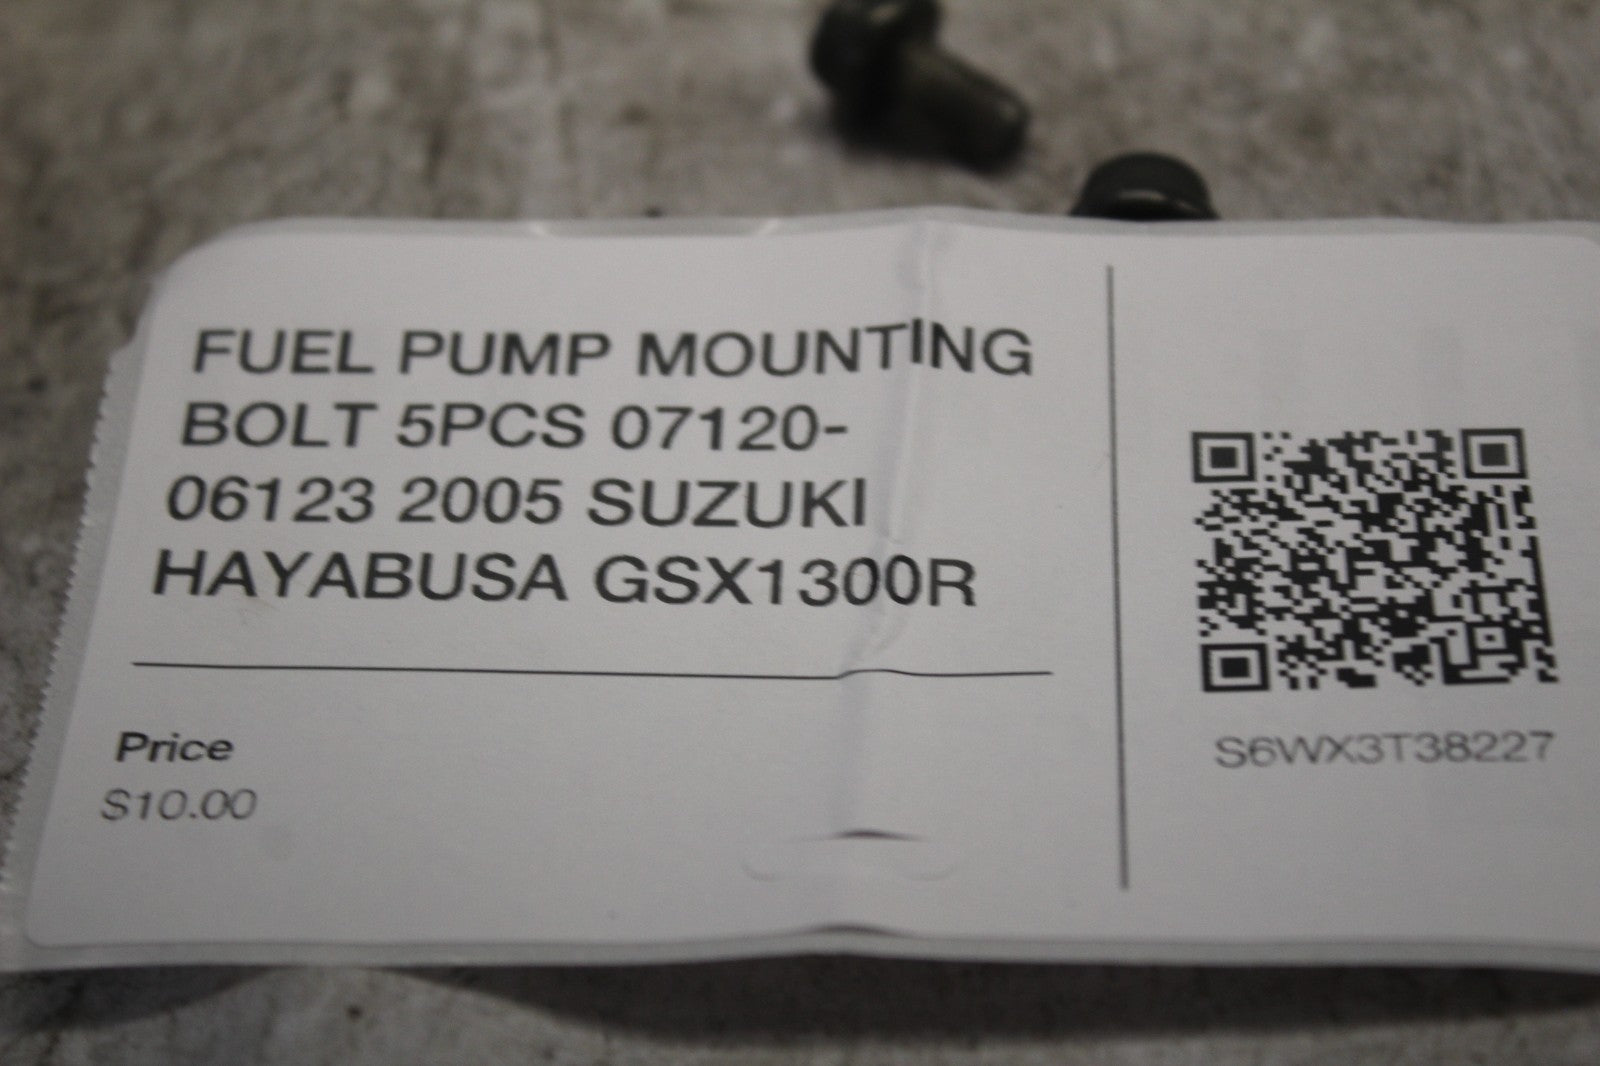 FUEL PUMP MOUNTING
BOLT 5PCS 07120-
06123 2005 SUZUKI
HAYABUSA GSX1300R
Price
$10.00
S6WX3T38227